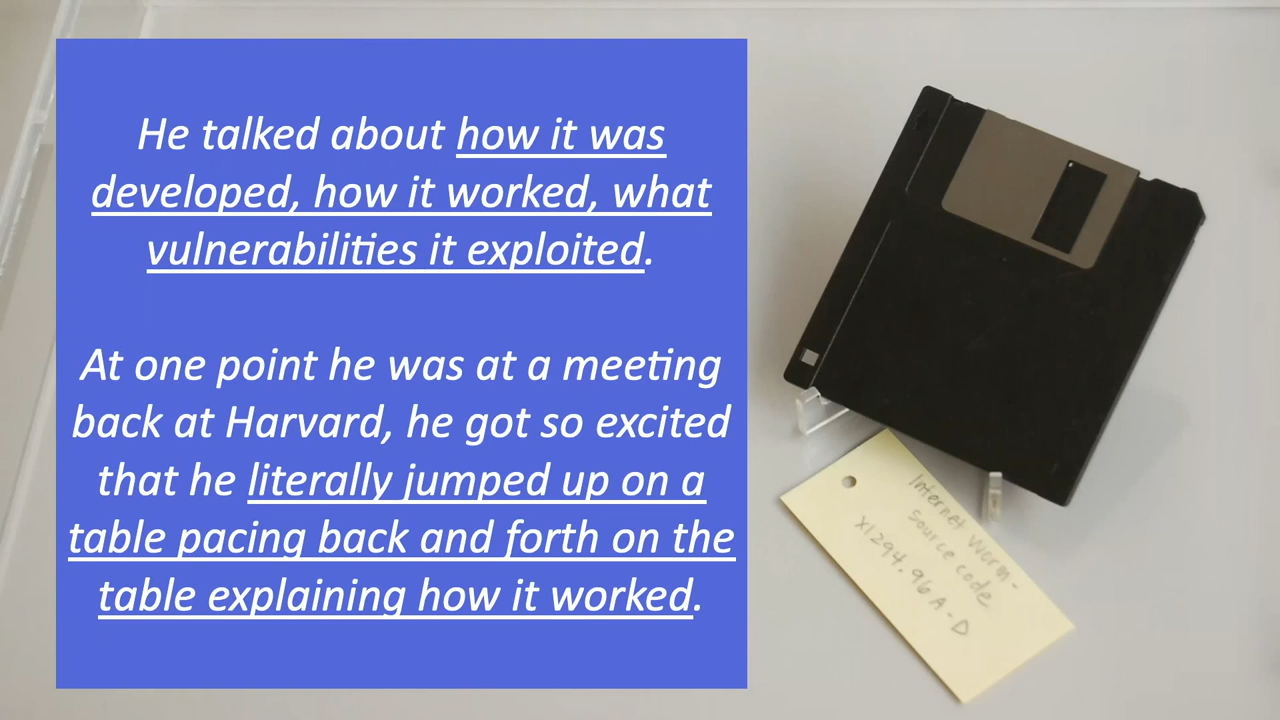 He talked about how it was
developed, how it worked, what
vulnerabilities it exploited.
At one point he was at a meeting
back at Harvard, he got so excited
that he literally jumped up on a
table pacing back and forth on the
table explaining how it worked.
Internet Worm-
source code
X1294.96 A-D